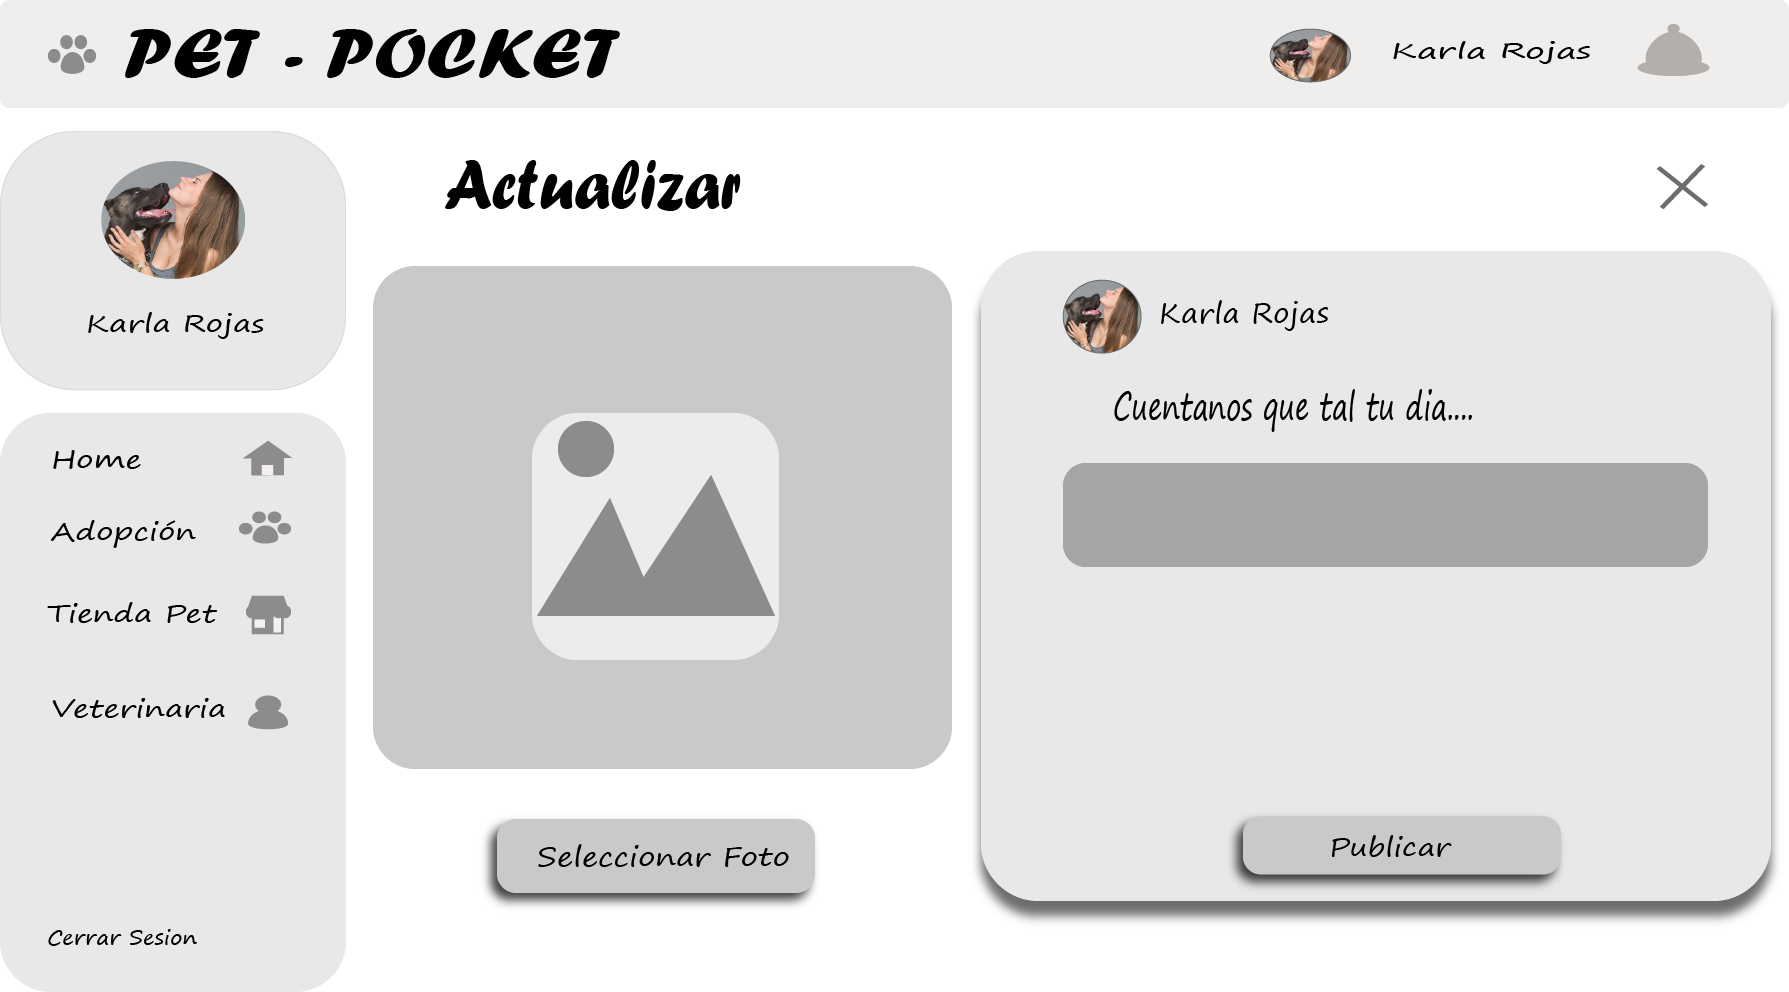 PET - POCKET
Karla Rojas
Karla Rojas
Home
Adopción
Tienda Pet
Veterinaria
Cerrar Sesion
Actualizar
Seleccionar Foto
Karla Rojas
Cuentanos que tal tu dia....
Publicar